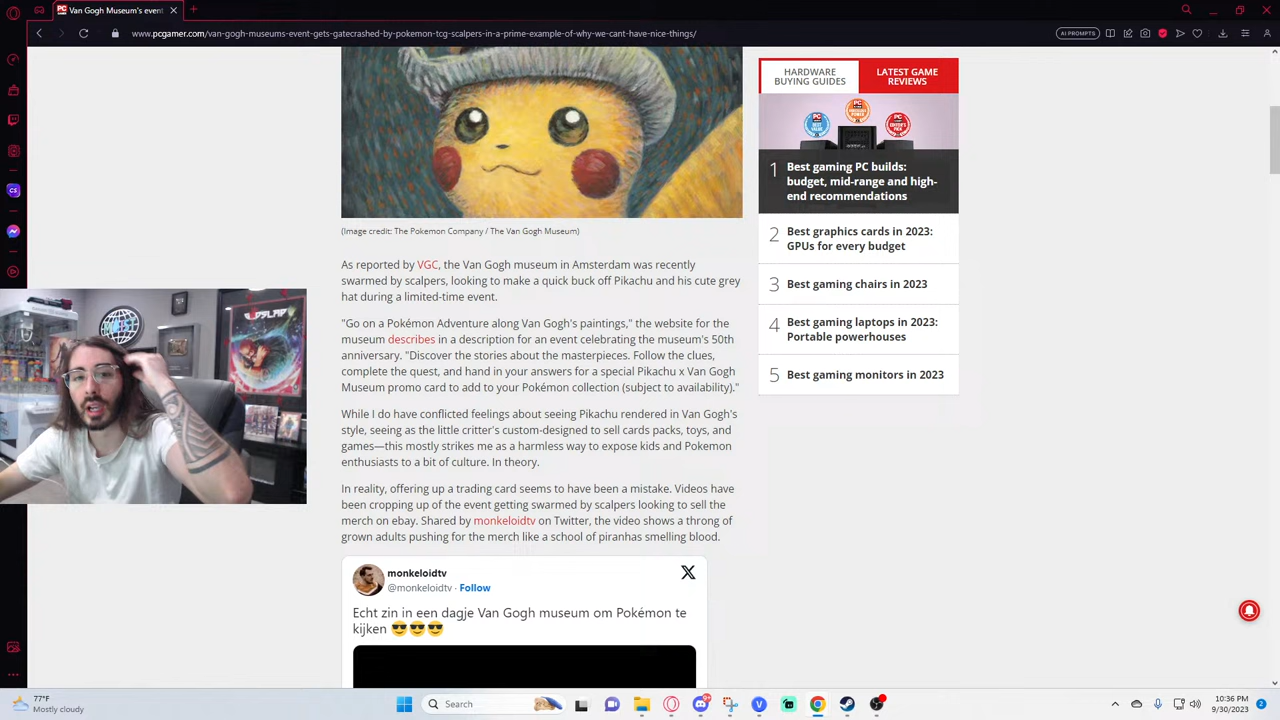 Van Gogh Museum's event
www.pcgamer.com/van-gogh-museums-event-gets-gatecrashed-by-pokemon-tcg-scalpers-in-a-prime-example-of-why-we-cant-have-nice-things/
AI PROMPTS
HARDWARE
BUYING GUIDES
LATEST GAME
REVIEWS
1 Best gaming PC builds:
budget, mid-range and high-
end recommendations
2 Best graphics cards in 2023:
GPUs for every budget
3 Best gaming chairs in 2023
4 Best gaming laptops in 2023:
Portable powerhouses
5 Best gaming monitors in 2023
(Image credit: The Pokemon Company / The Van Gogh Museum)
As reported by VGC, the Van Gogh museum in Amsterdam was recently
swarmed by scalpers, looking to make a quick buck off Pikachu and his cute grey
hat during a limited-time event.
"Go on a Pokémon Adventure along Van Gogh's paintings," the website for the
museum describes in a description for an event celebrating the museum's 50th
anniversary. "Discover the stories about the masterpieces. Follow the clues,
complete the quest, and hand in your answers for a special Pikachu x Van Gogh
Museum promo card to add to your Pokémon collection (subject to availability)."
While I do have conflicted feelings about seeing Pikachu rendered in Van Gogh's
style, seeing as the little critter's custom-designed to sell cards packs, toys, and
games—this mostly strikes me as a harmless way to expose kids and Pokemon
enthusiasts to a bit of culture. In theory.
In reality, offering up a trading card seems to have been a mistake. Videos have
been cropping up of the event getting swarmed by scalpers looking to sell the
merch on ebay. Shared by monkeloidtv on Twitter, the video shows a throng of
grown adults pushing for the merch like a school of piranhas smelling blood.
monkeloidtv
@monkeloidtv · Follow
Echt zin in een dagje Van Gogh museum om Pokémon te
kijken 😎😎😎
77°F
Mostly cloudy
Search
10:36 PM
9/30/2023